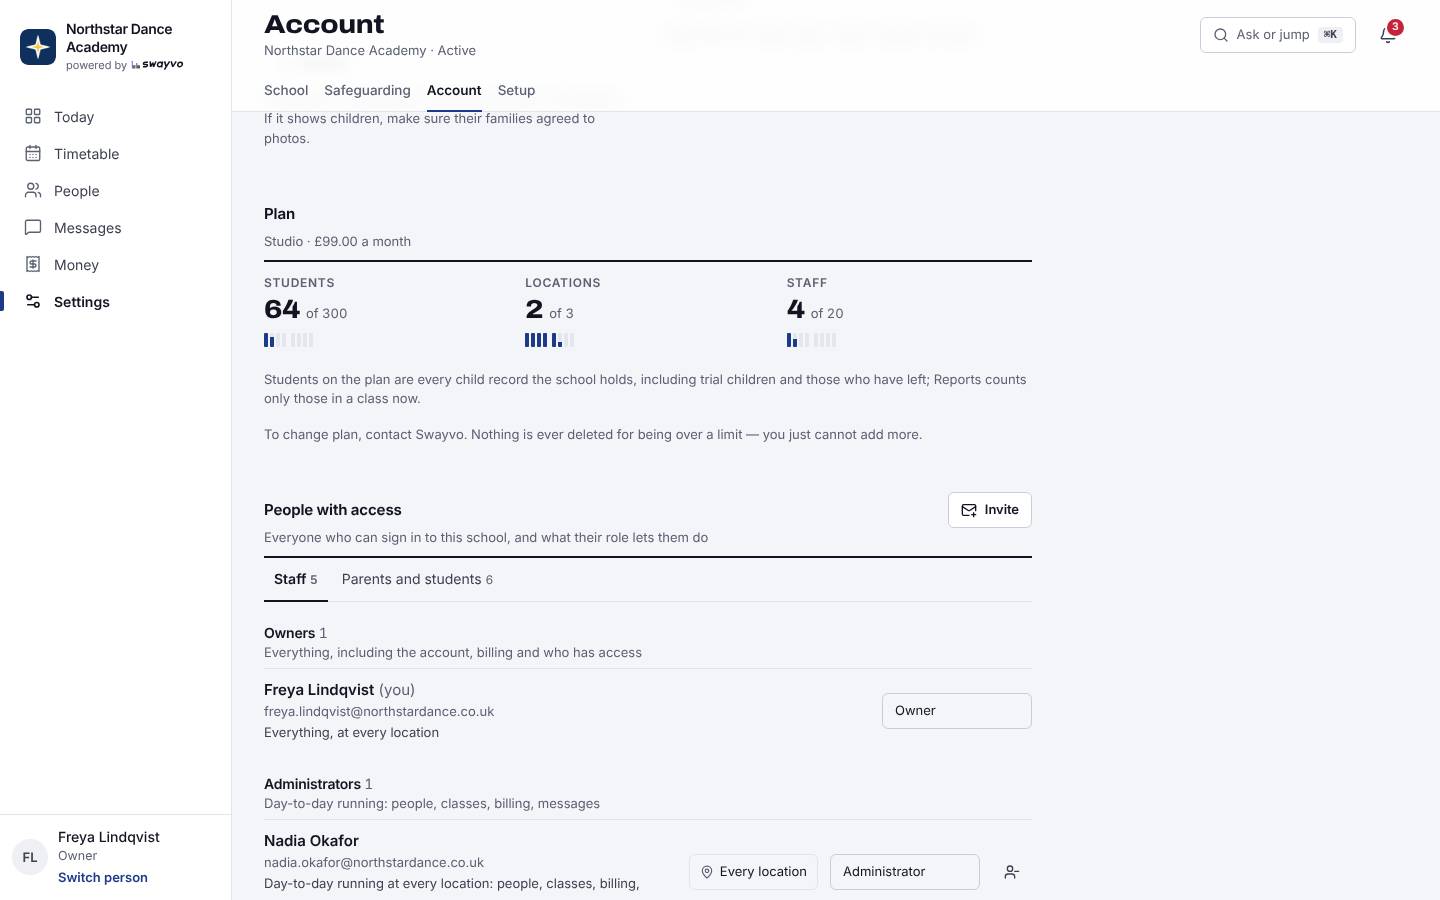 Northstar Dance
Academy
powered by swayvo
Today
Timetable
People
Messages
Money
Settings
Freya Lindqvist
FL
Owner
Switch person
Account
Northstar Dance Academy · Active
Ask or jump ⌘K
3
School Safeguarding Account Setup
If it shows children, make sure their families agreed to
photos.
Plan
Studio · £99.00 a month
STUDENTS
64 of 300
LOCATIONS
2 of 3
STAFF
4 of 20
Students on the plan are every child record the school holds, including trial children and those who have left; Reports counts
only those in a class now.
To change plan, contact Swayvo. Nothing is ever deleted for being over a limit — you just cannot add more.
People with access
Invite
Everyone who can sign in to this school, and what their role lets them do
Staff 5 Parents and students 6
Owners 1
Everything, including the account, billing and who has access
Freya Lindqvist (you)
freya.lindqvist@northstardance.co.uk
Everything, at every location
Owner
Administrators 1
Day-to-day running: people, classes, billing, messages
Nadia Okafor
nadia.okafor@northstardance.co.uk
Day-to-day running at every location: people, classes, billing,
Every location
Administrator